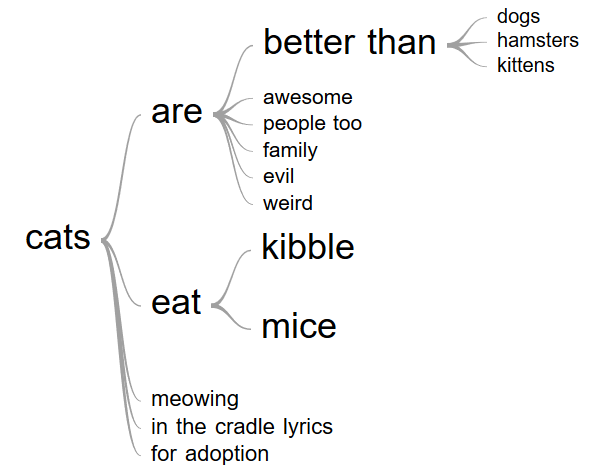 dogs
better than
hamsters
kittens
are
awesome
people too
family
evil
weird
cats
kibble
eat
mice
meowing
in the cradle lyrics
for adoption